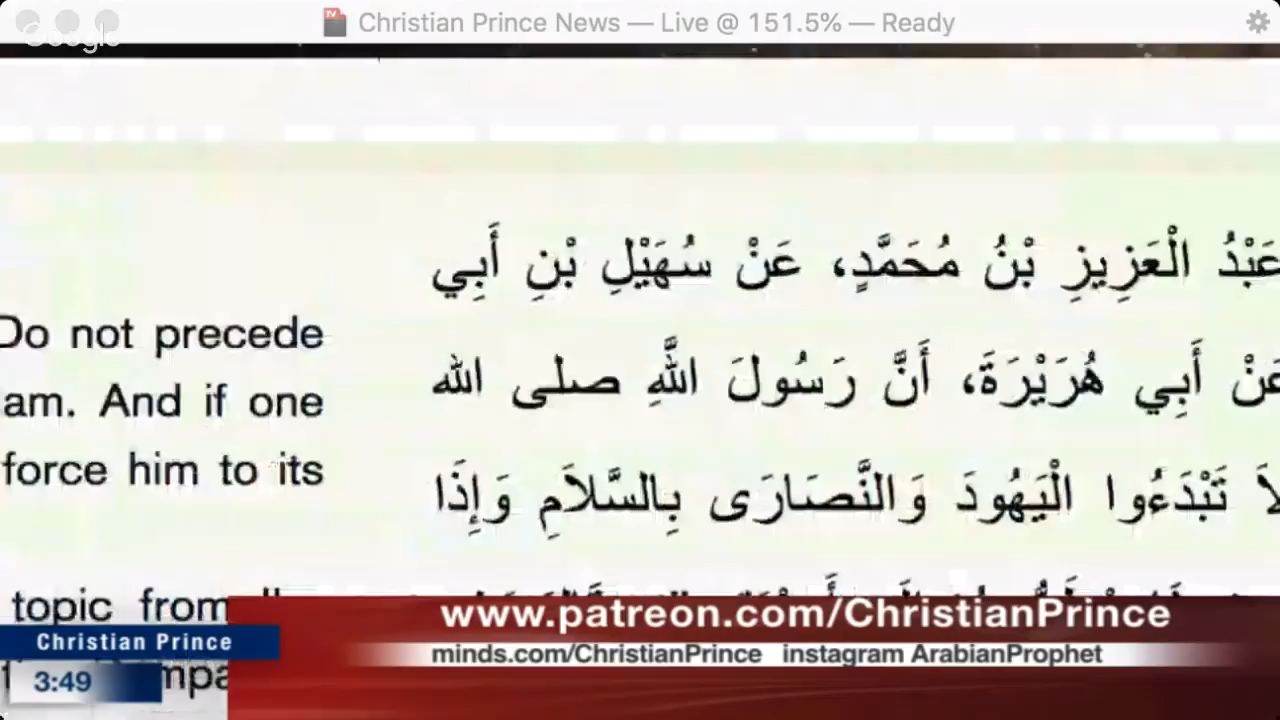 Christian Prince News — Live @ 151.5% — Ready
Google
عَبْدُ الْعَزِيزِ بْنُ مُحَمَّدٍ، عَنْ سُهَيْلِ بْنِ أَبِي
عَنْ أَبِي هُرَيْرَةَ، أَنَّ رَسُولَ اللَّهِ صلى الله
لاَ تَبْدَءُوا الْيَهُودَ وَالنَّصَارَى بِالسَّلاَمِ وَإِذَا
Do not precede
am. And if one
force him to its
topic from
www.patreon.com/ChristianPrince
minds.com/ChristianPrince instagram ArabianProphet
Christian Prince
3:49